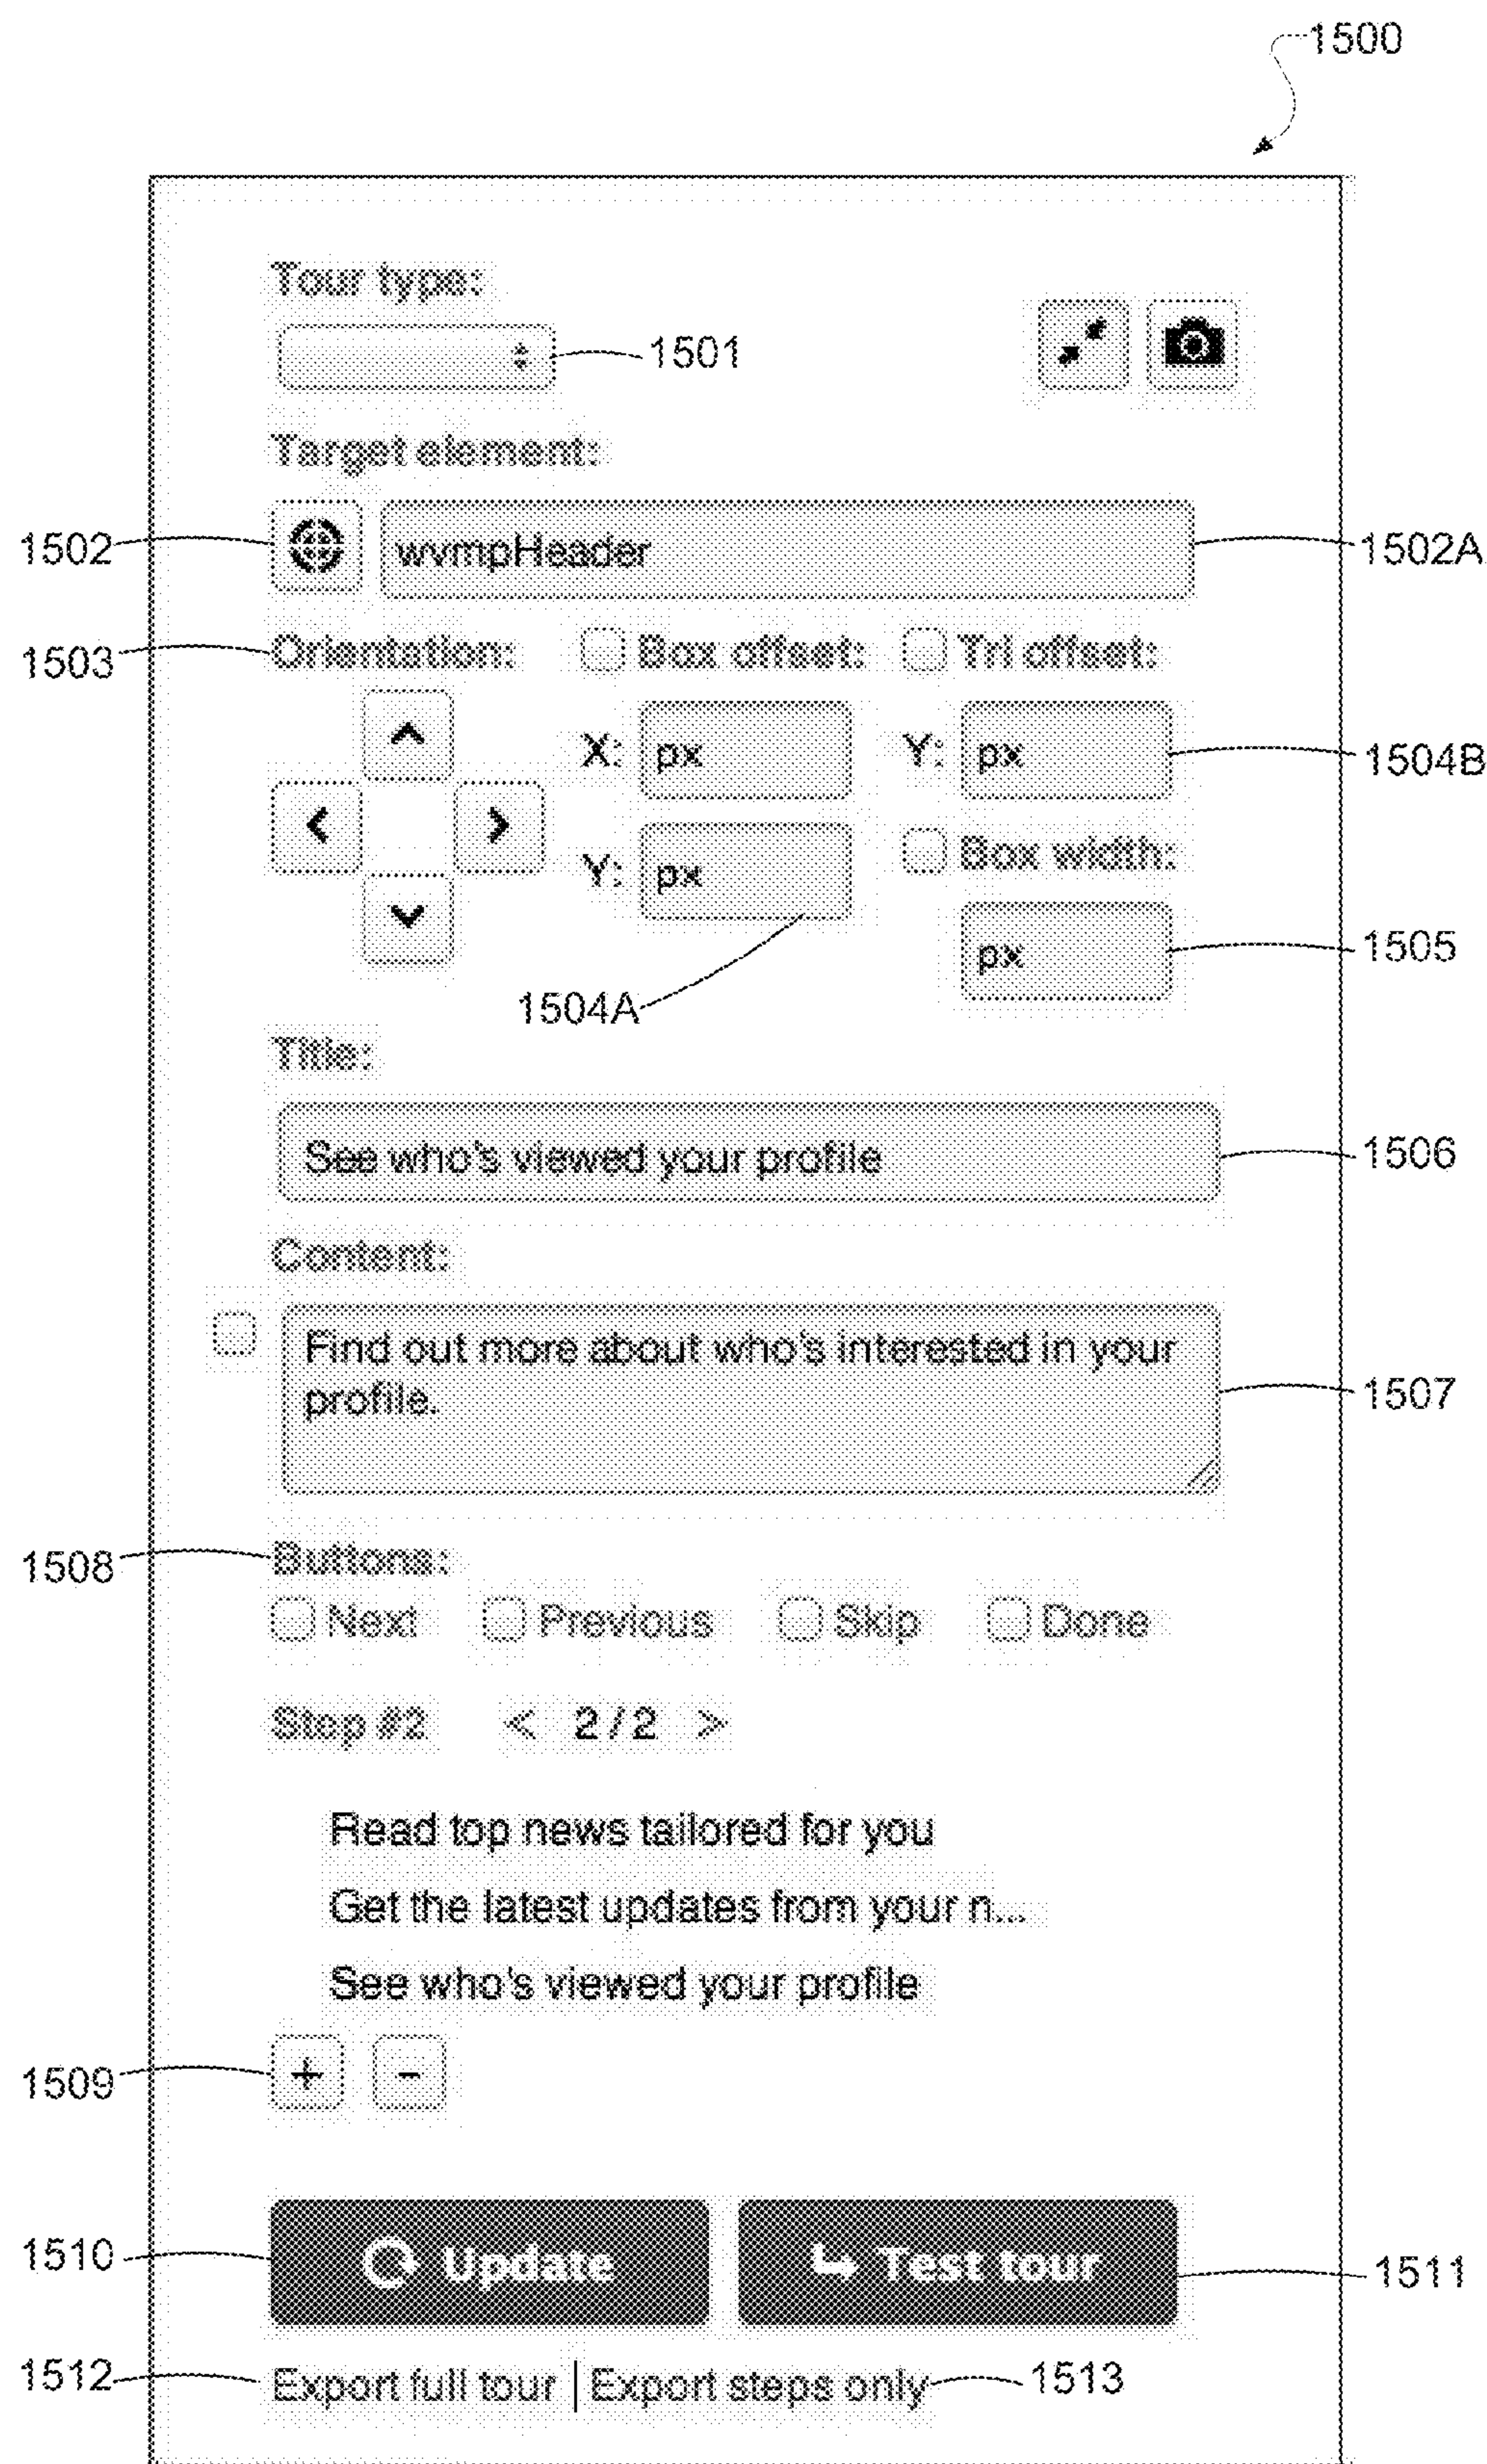 1500
Tour type:
1501
Target element:
1502 wvmpHeader 1502A
1503 Orientation: Box offset: Tri offset:
X: px Y: px 1504B
Y: px Box width:
px 1505
1504A
Title:
See who's viewed your profile 1506
Content:
Find out more about who's interested in your
profile.
1507
1508 Buttons:
Next Previous Skip Done
Step #2 < 2 / 2 >
Read top news tailored for you
Get the latest updates from your n...
See who's viewed your profile
1509 + -
1510 Update Test tour 1511
1512 Export full tour | Export steps only 1513